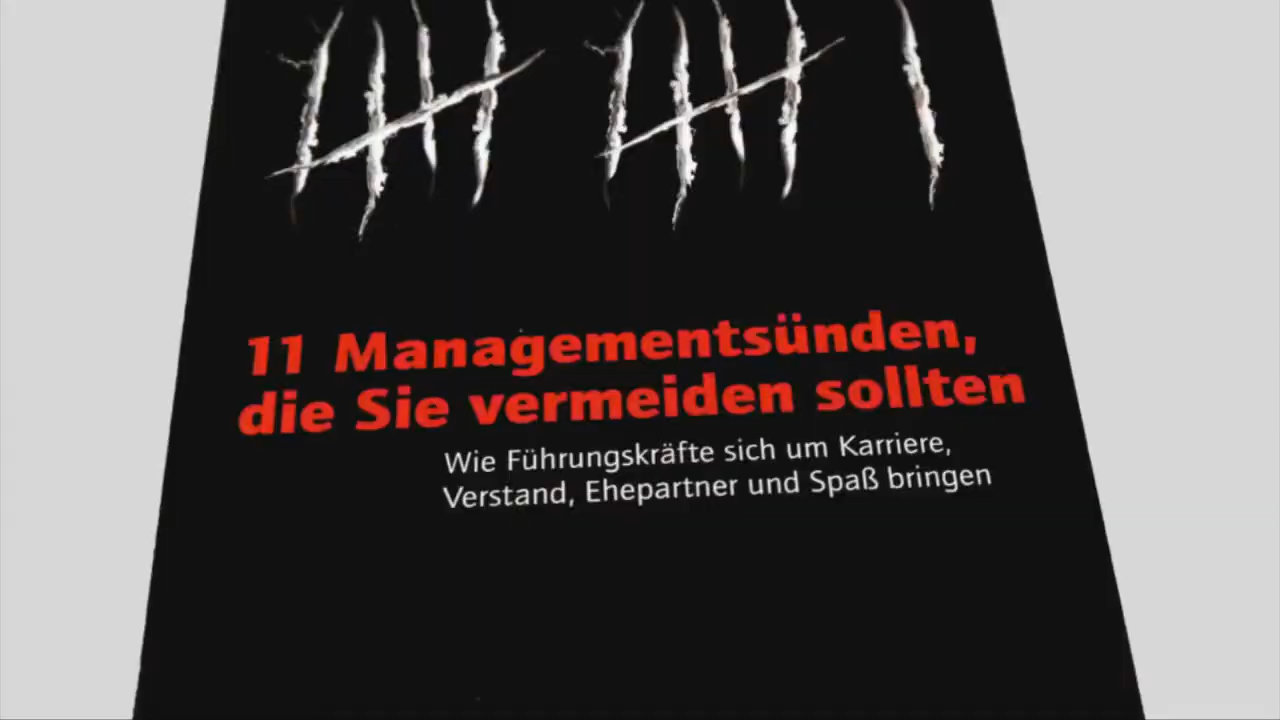 11 Managementsünden,
die Sie vermeiden sollten
Wie Führungskräfte sich um Karriere,
Verstand, Ehepartner und Spaß bringen